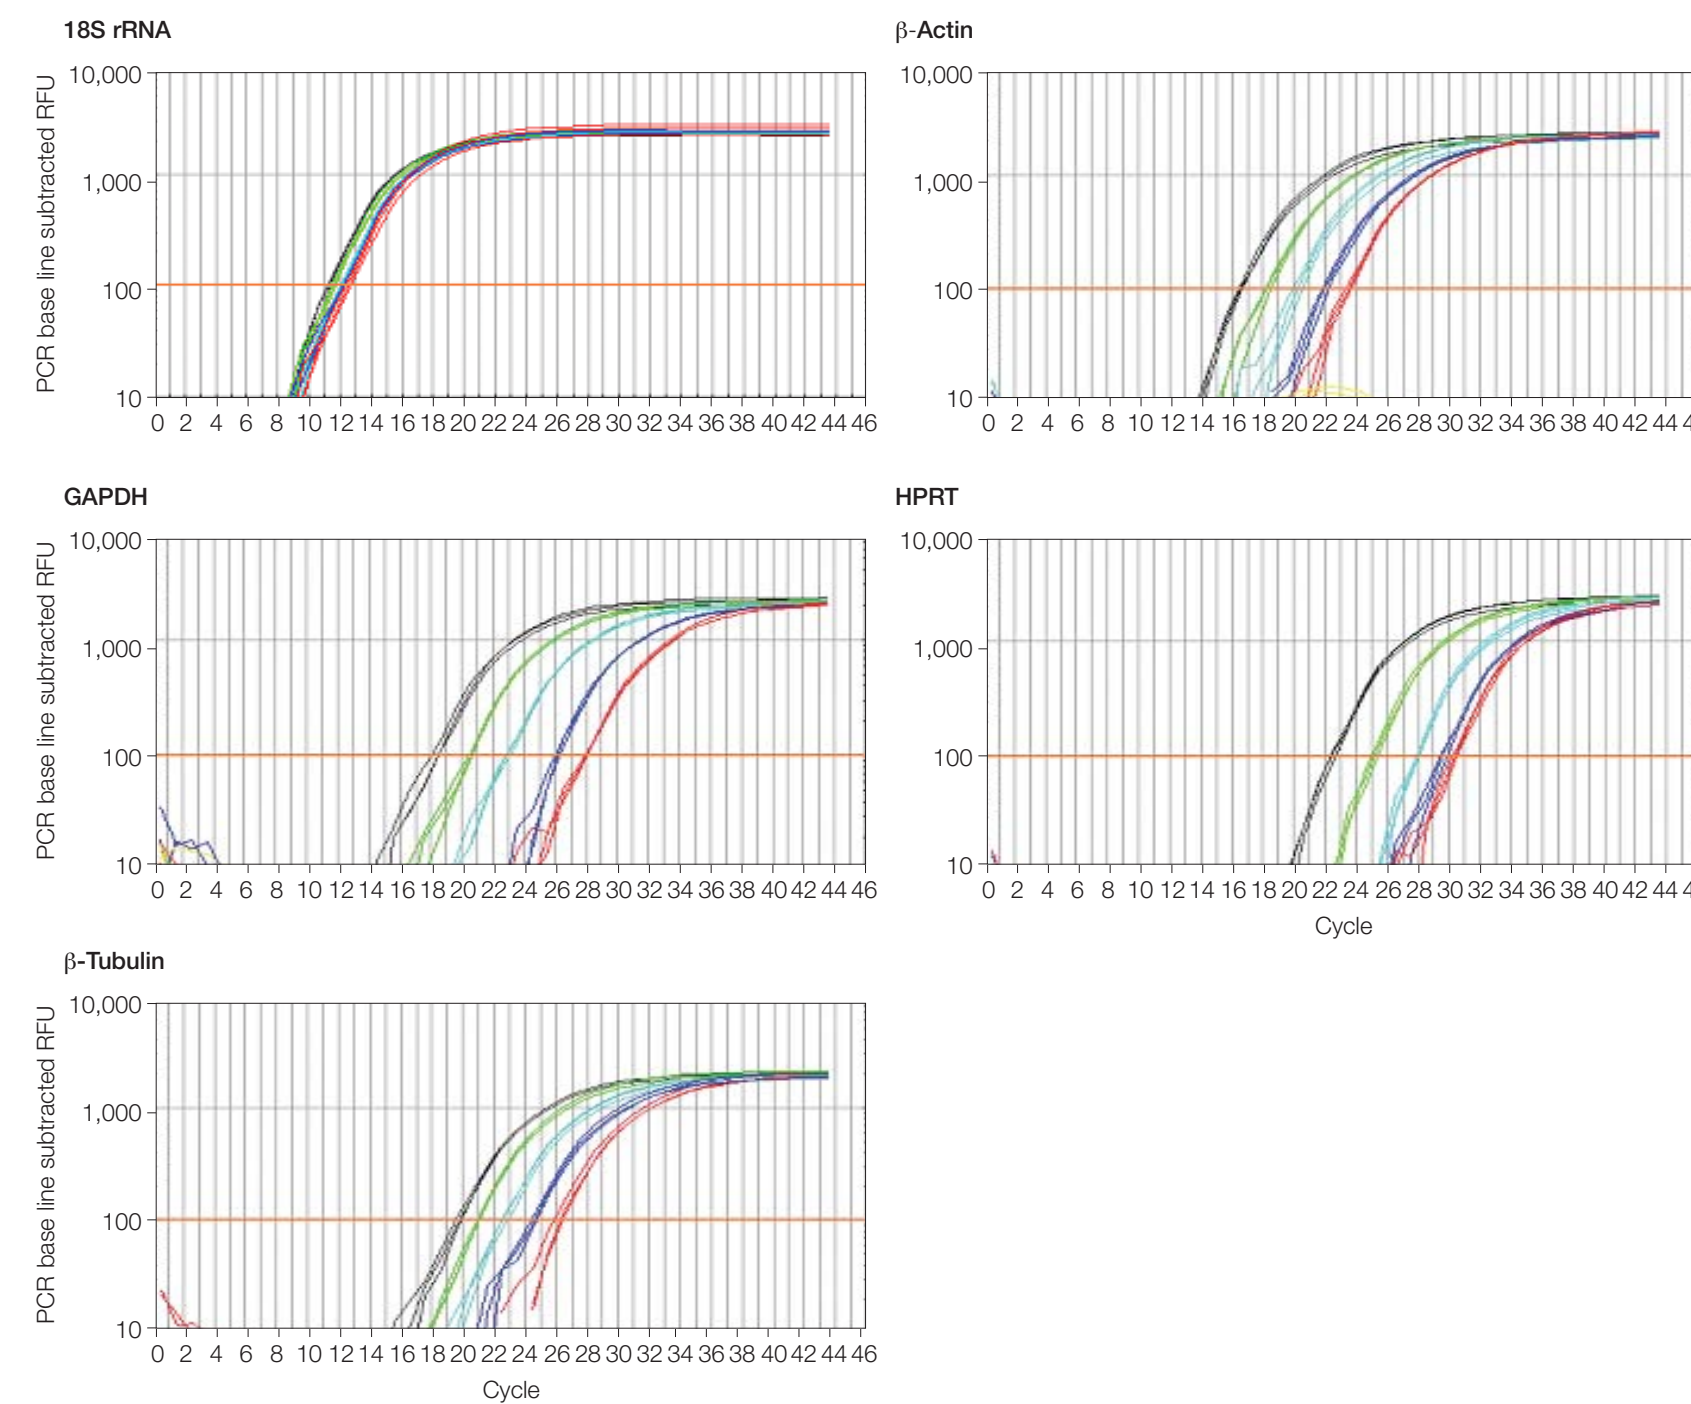 18S rRNA
PCR base line subtracted RFU
10,000
1,000
100
10
0 2 4 6 8 10 12 14 16 18 20 22 24 26 28 30 32 34 36 38 40 42 44 46
β-Actin
10,000
1,000
100
10
0 2 4 6 8 10 12 14 16 18 20 22 24 26 28 30 32 34 36 38 40 42 44 4
GAPDH
PCR base line subtracted RFU
10,000
1,000
100
10
0 2 4 6 8 10 12 14 16 18 20 22 24 26 28 30 32 34 36 38 40 42 44 46
HPRT
10,000
1,000
100
10
0 2 4 6 8 10 12 14 16 18 20 22 24 26 28 30 32 34 36 38 40 42 44 4
Cycle
β-Tubulin
PCR base line subtracted RFU
10,000
1,000
100
10
0 2 4 6 8 10 12 14 16 18 20 22 24 26 28 30 32 34 36 38 40 42 44 46
Cycle